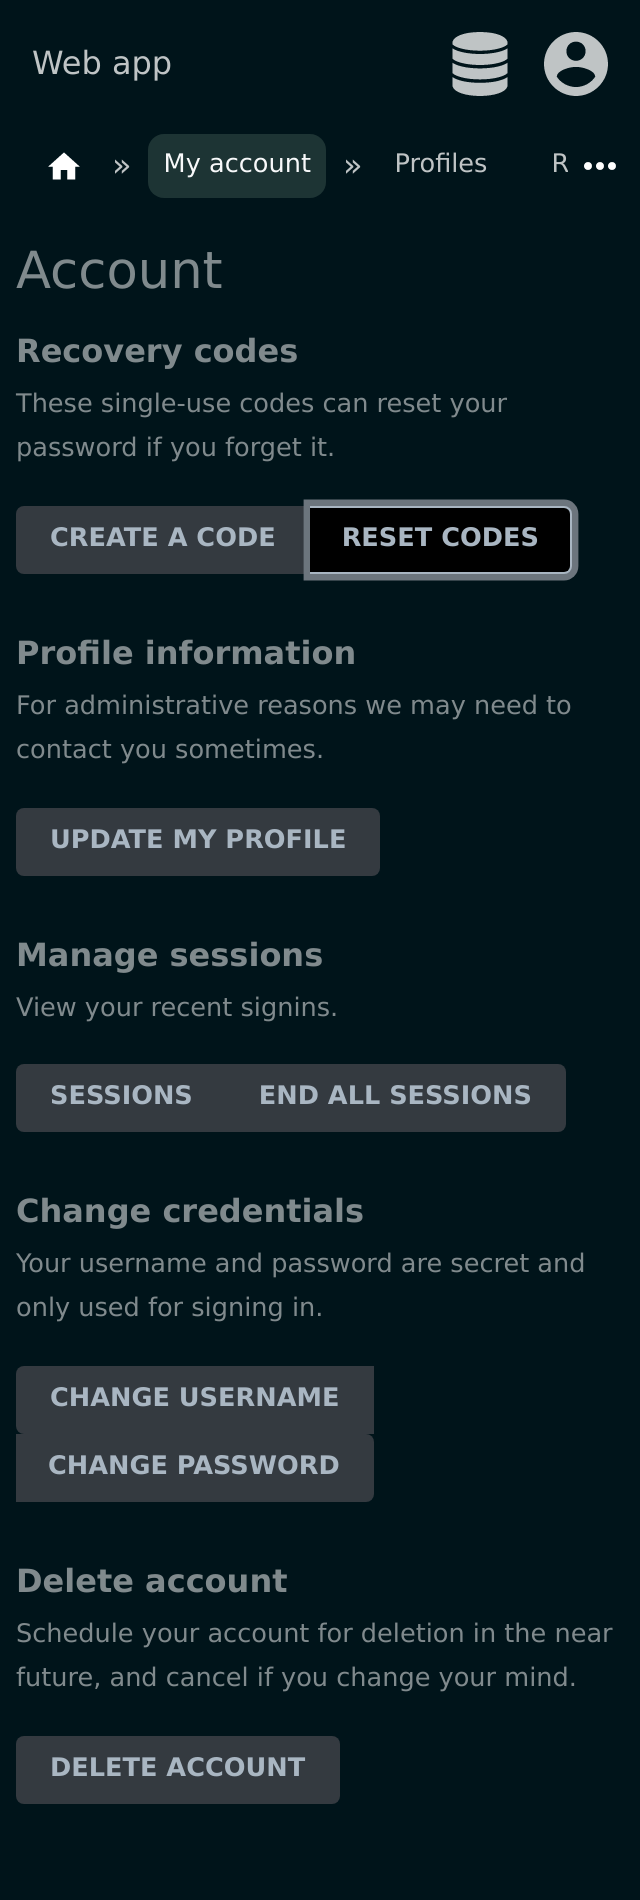 Web app
» My account » Profiles R •••
Account
Recovery codes
These single-use codes can reset your
password if you forget it.
CREATE A CODE RESET CODES
Profile information
For administrative reasons we may need to
contact you sometimes.
UPDATE MY PROFILE
Manage sessions
View your recent signins.
SESSIONS END ALL SESSIONS
Change credentials
Your username and password are secret and
only used for signing in.
CHANGE USERNAME
CHANGE PASSWORD
Delete account
Schedule your account for deletion in the near
future, and cancel if you change your mind.
DELETE ACCOUNT